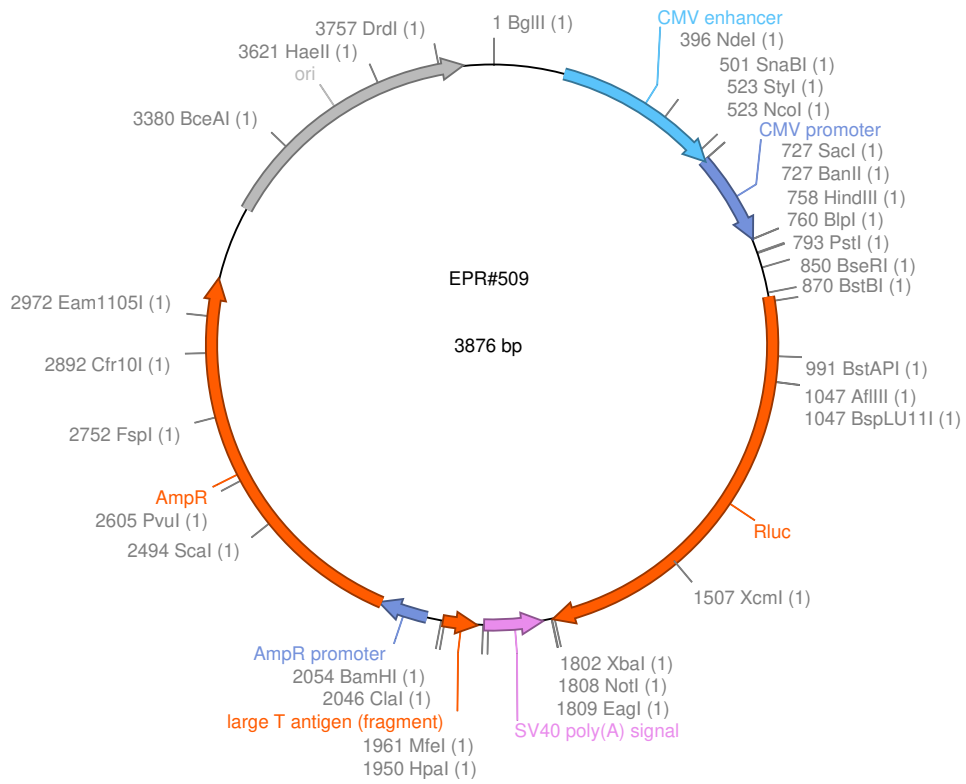 3757 DrdI (1)
1 BglII (1)
CMV enhancer
3621 HaeII (1)
396 NdeI (1)
ori
501 SnaBI (1)
523 StyI (1)
523 NcoI (1)
3380 BceAI (1)
CMV promoter
727 SacI (1)
727 BanII (1)
758 HindIII (1)
760 BlpI (1)
793 PstI (1)
850 BseRI (1)
870 BstBI (1)
EPR#509
3876 bp
2972 Eam1105I (1)
2892 Cfr10I (1)
991 BstAPI (1)
1047 AflIII (1)
1047 BspLU11I (1)
2752 FspI (1)
AmpR
2605 PvuI (1)
2494 ScaI (1)
Rluc
1507 XcmI (1)
AmpR promoter
2054 BamHI (1)
2046 ClaI (1)
large T antigen (fragment)
1961 MfeI (1)
1950 HpaI (1)
1802 XbaI (1)
1808 NotI (1)
1809 EagI (1)
SV40 poly(A) signal